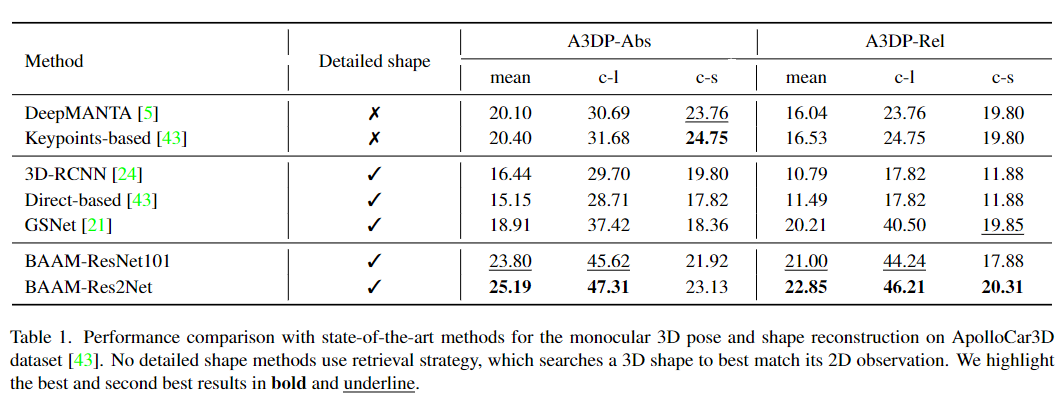 Method Detailed shape A3DP-Abs A3DP-Rel
mean c-l c-s mean c-l c-s
DeepMANTA [5] ✗ 20.10 30.69 23.76 16.04 23.76 19.80
Keypoints-based [43] ✗ 20.40 31.68 24.75 16.53 24.75 19.80
3D-RCNN [24] ✓ 16.44 29.70 19.80 10.79 17.82 11.88
Direct-based [43] ✓ 15.15 28.71 17.82 11.49 17.82 11.88
GSNet [21] ✓ 18.91 37.42 18.36 20.21 40.50 19.85
BAAM-ResNet101 ✓ 23.80 45.62 21.92 21.00 44.24 17.88
BAAM-Res2Net ✓ 25.19 47.31 23.13 22.85 46.21 20.31
Table 1. Performance comparison with state-of-the-art methods for the monocular 3D pose and shape reconstruction on ApolloCar3D
dataset [43]. No detailed shape methods use retrieval strategy, which searches a 3D shape to best match its 2D observation. We highlight
the best and second best results in bold and underline.